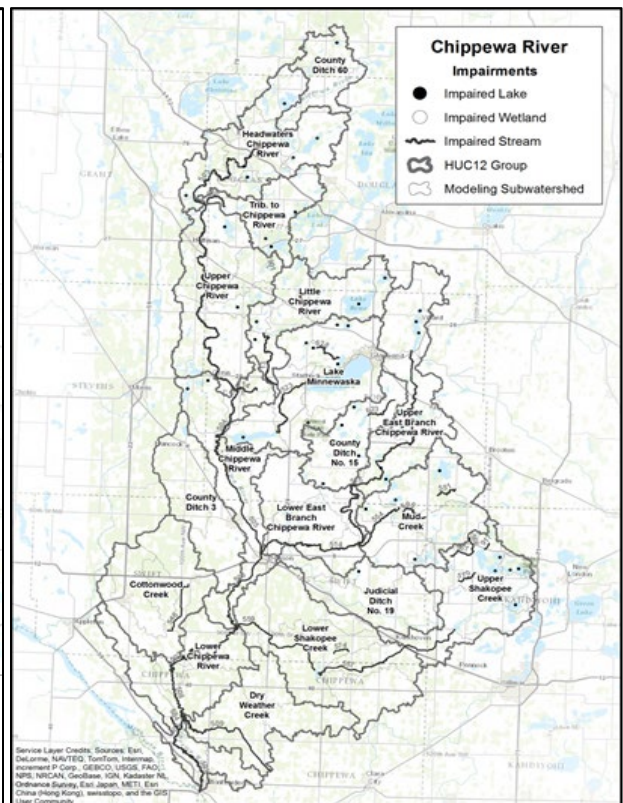 Chippewa River
Impairments
Impaired Lake
Impaired Wetland
Impaired Stream
HUC12 Group
Modeling Subwatershed
County
Ditch 60
Headwaters
Chippewa
River
GRANT
Trib. to
Chippewa
River
Upper
Chippewa
River
Little
Chippewa
River
Lake
Minnewaska
STEVENS
Upper
East Branch
Chippewa River
County
Ditch
No. 15
Middle
Chippewa
River
County
Ditch 3
Lower East
Branch
Chippewa River
Mud
Creek
Cottonwood
Creek
SWIFT
Judicial
Ditch
No. 19
Upper
Shakopee
Creek
KANDIYOHI
Lower
Shakopee
Creek
Lower
Chippewa
River
CHIPPEWA
Dry
Weather
Creek
CHIPPEWA
KANDIYOHI
Service Layer Credits: Sources: Esri,
DeLorme, NAVTEQ, TomTom, Intermap,
increment P Corp., GEBCO, USGS, FAO,
NPS, NRCAN, GeoBase, IGN, Kadaster NL,
Ordnance Survey, Esri Japan, METI, Esri
China (Hong Kong), swisstopo, and the GIS
User Community